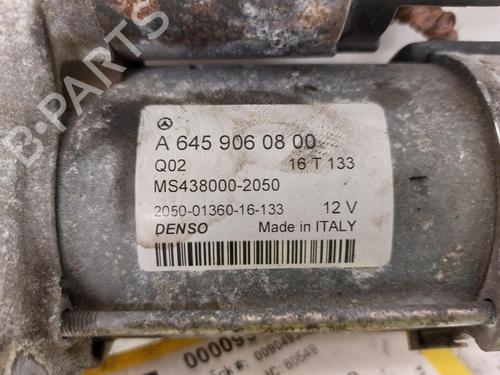 B-PARTS
A 645 906 08 00
Q02 16 T 133
MS438000-2050
2050-01360-16-133 12 V
DENSO Made in ITALY